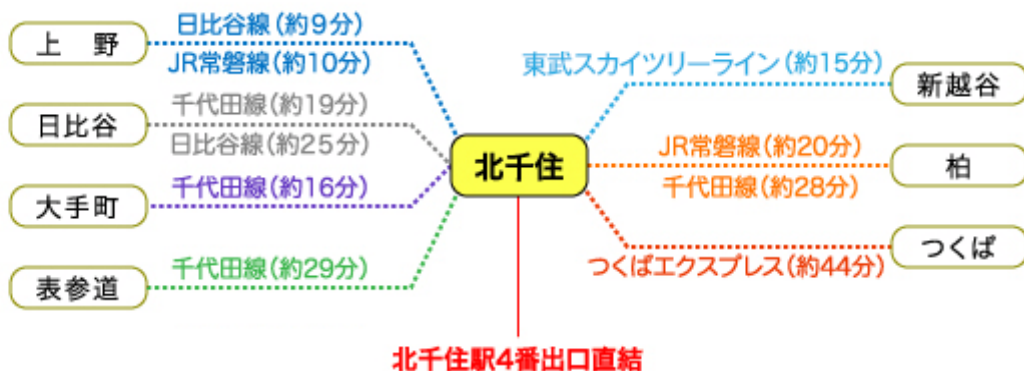 上　野
日比谷線（約9分）
JR常磐線（約10分）
日比谷
千代田線（約19分）
日比谷線（約25分）
大手町
千代田線（約16分）
表参道
千代田線（約29分）
北千住
東武スカイツリーライン（約15分）
新越谷
JR常磐線（約20分）
千代田線（約28分）
柏
つくばエクスプレス（約44分）
つくば
北千住駅4番出口直結